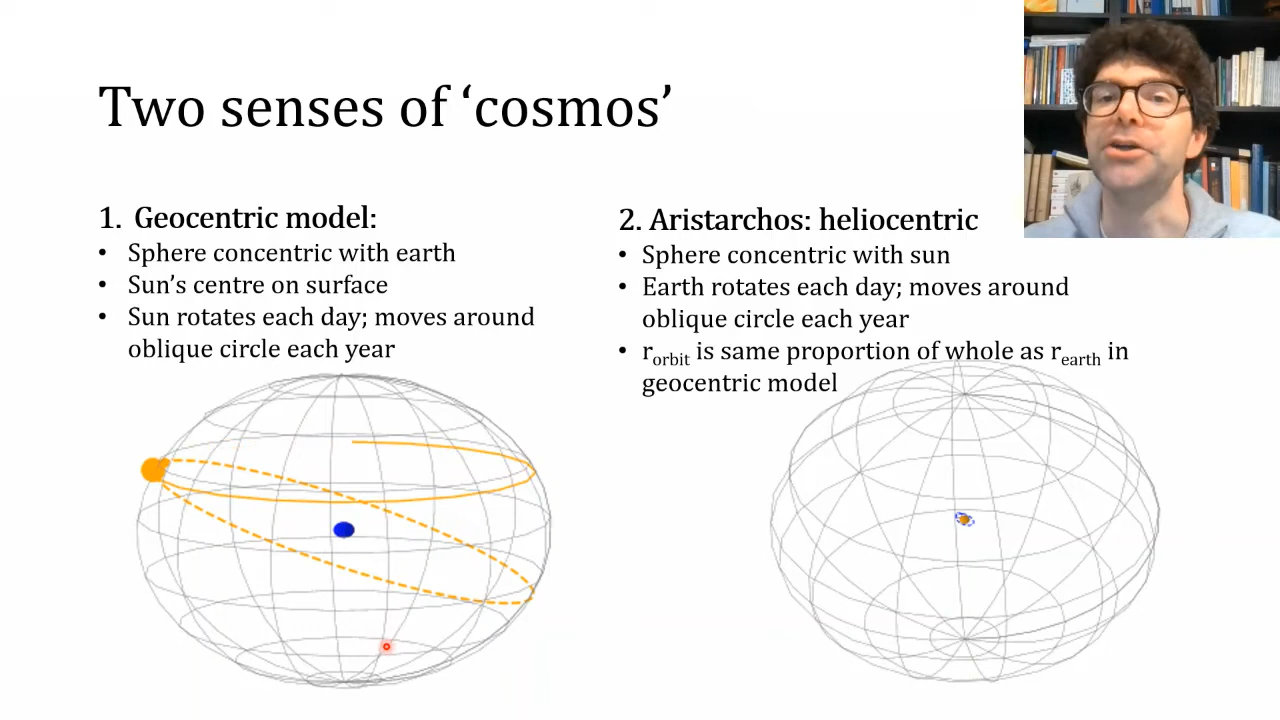 Two senses of ‘cosmos’
1. Geocentric model:
• Sphere concentric with earth
• Sun’s centre on surface
• Sun rotates each day; moves around
oblique circle each year
2. Aristarchos: heliocentric
• Sphere concentric with sun
• Earth rotates each day; moves around
oblique circle each year
• rorbit is same proportion of whole as rearth in
geocentric model